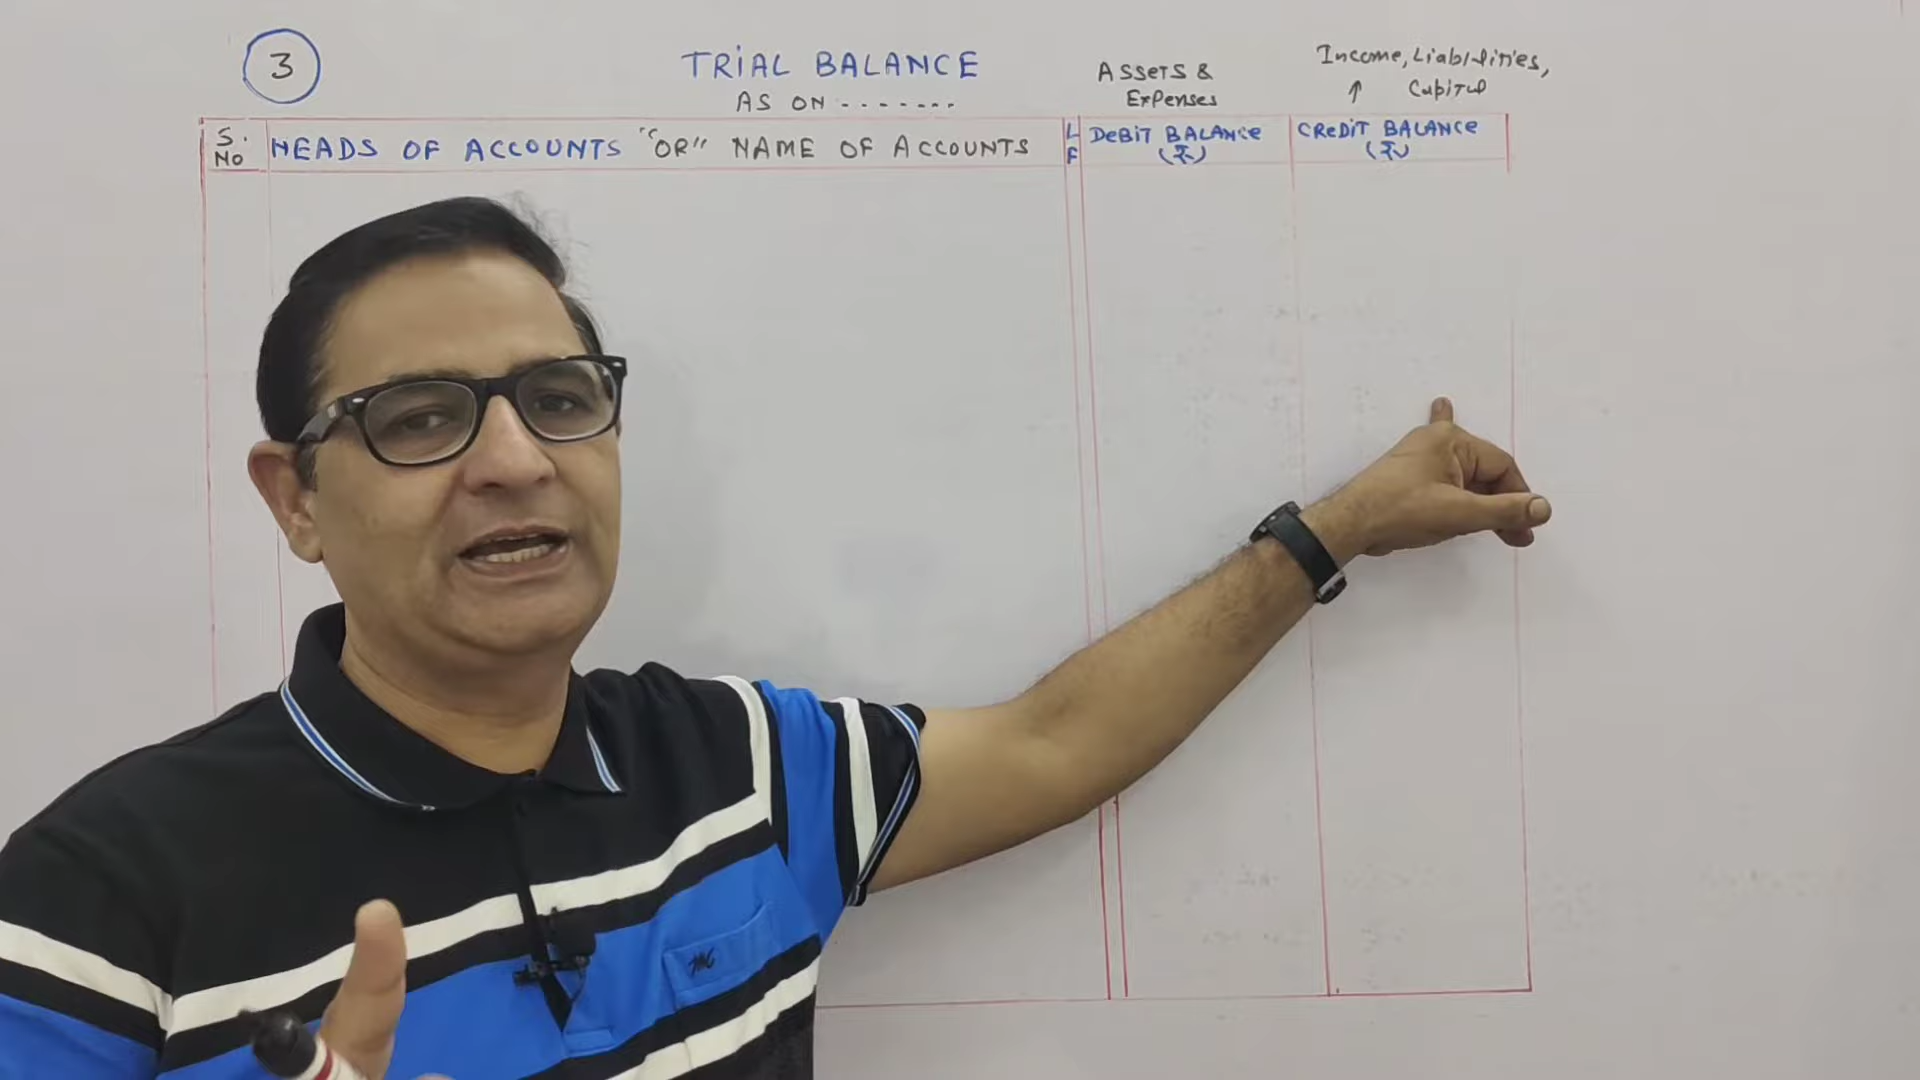 3
TRIAL BALANCE
AS ON --------
Assets &
Expenses
Income, Liabilities,
↑ Capital
S.
No
HEADS OF ACCOUNTS "OR" NAME OF ACCOUNTS
L
F
DEBIT BALANCE
(₹)
CREDIT BALANCE
(₹)